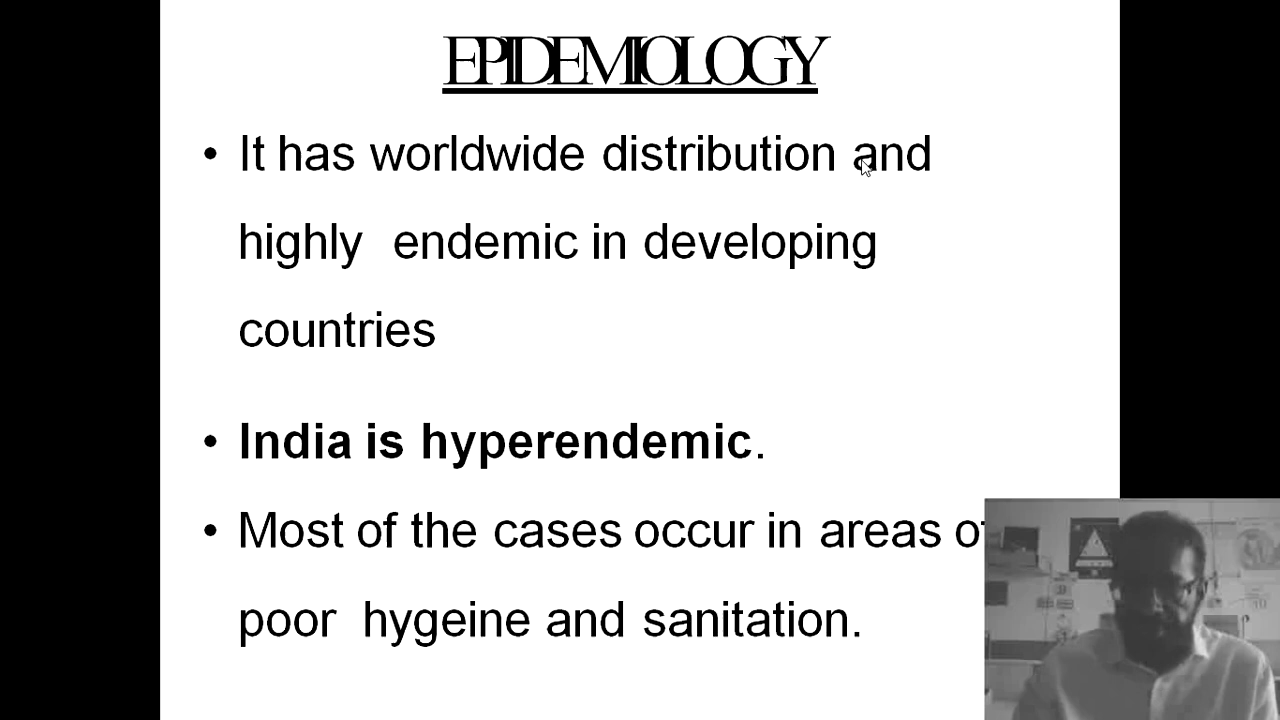 EPIDEMIOLOGY
• It has worldwide distribution and
highly endemic in developing
countries
• India is hyperendemic.
• Most of the cases occur in areas of
poor hygeine and sanitation.